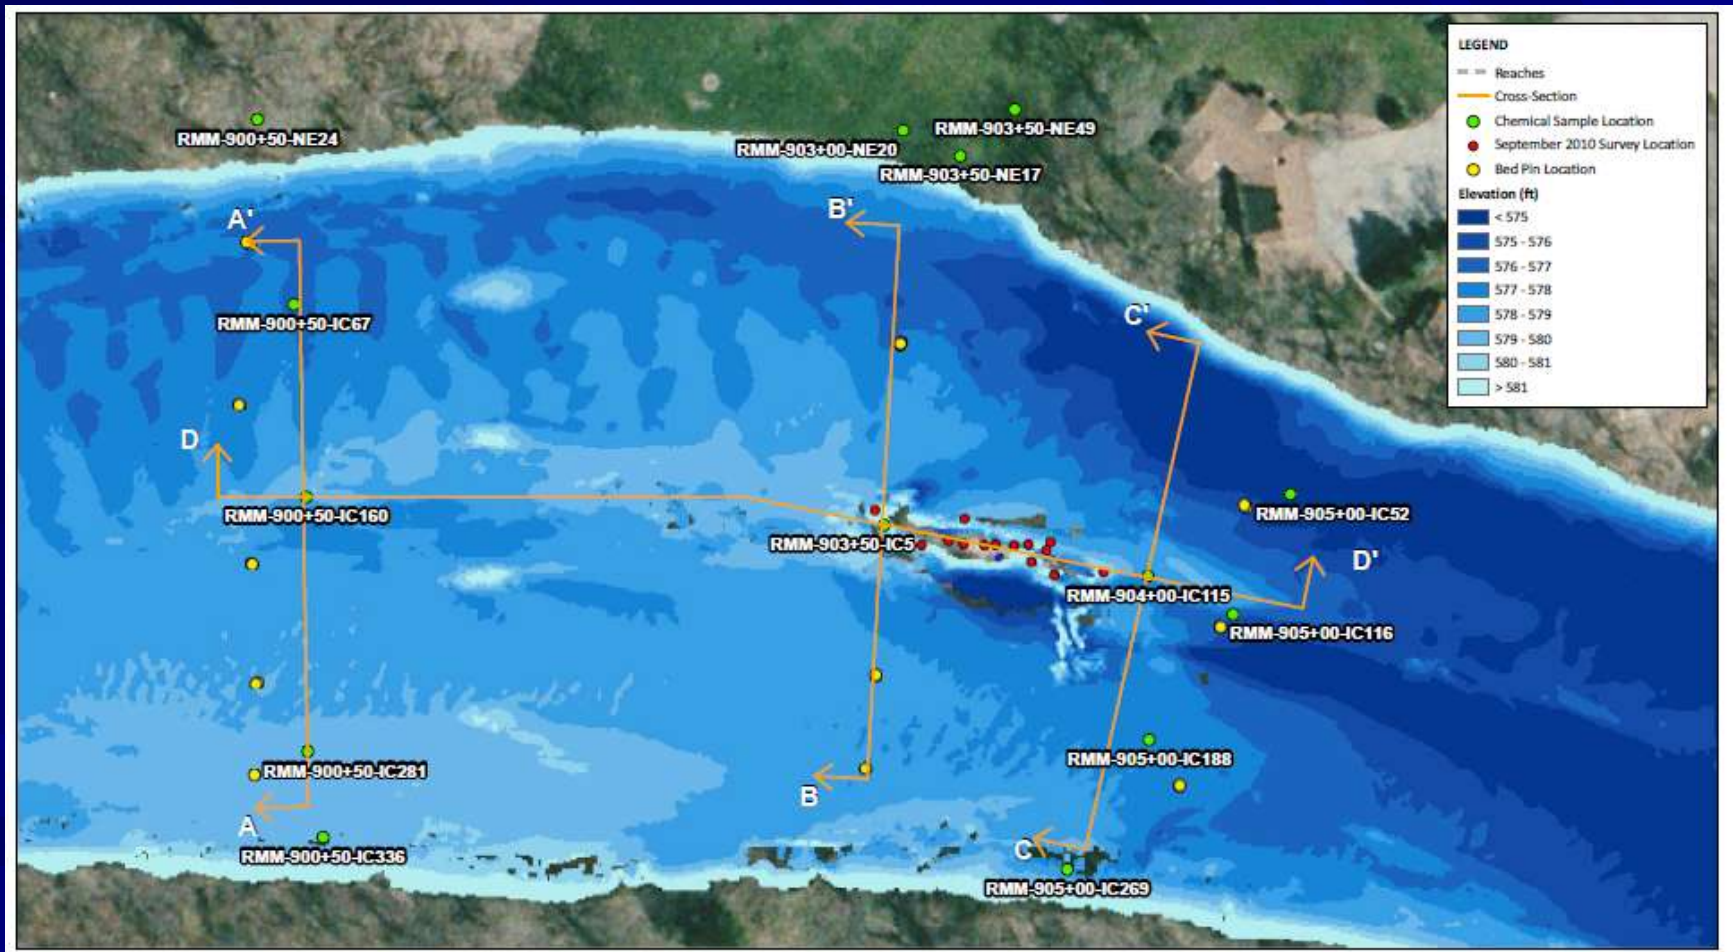 LEGEND
Reaches
Cross-Section
Chemical Sample Location
September 2010 Survey Location
Bed Pin Location
Elevation (ft)
< 575
575 - 576
576 - 577
577 - 578
578 - 579
579 - 580
580 - 581
> 581
RMM-903+50-NE49
RMM-900+50-NE24
RMM-903+00-NE20
RMM-903+50-NE17
B'
A'
C'
RMM-900+50-IC67
D
RMM-900+50-IC160
RMM-905+00-IC52
RMM-903+50-IC5
D'
RMM-904+00-IC115
RMM-905+00-IC116
RMM-905+00-IC188
RMM-900+50-IC281
B
A
C
RMM-900+50-IC336
RMM-905+00-IC269